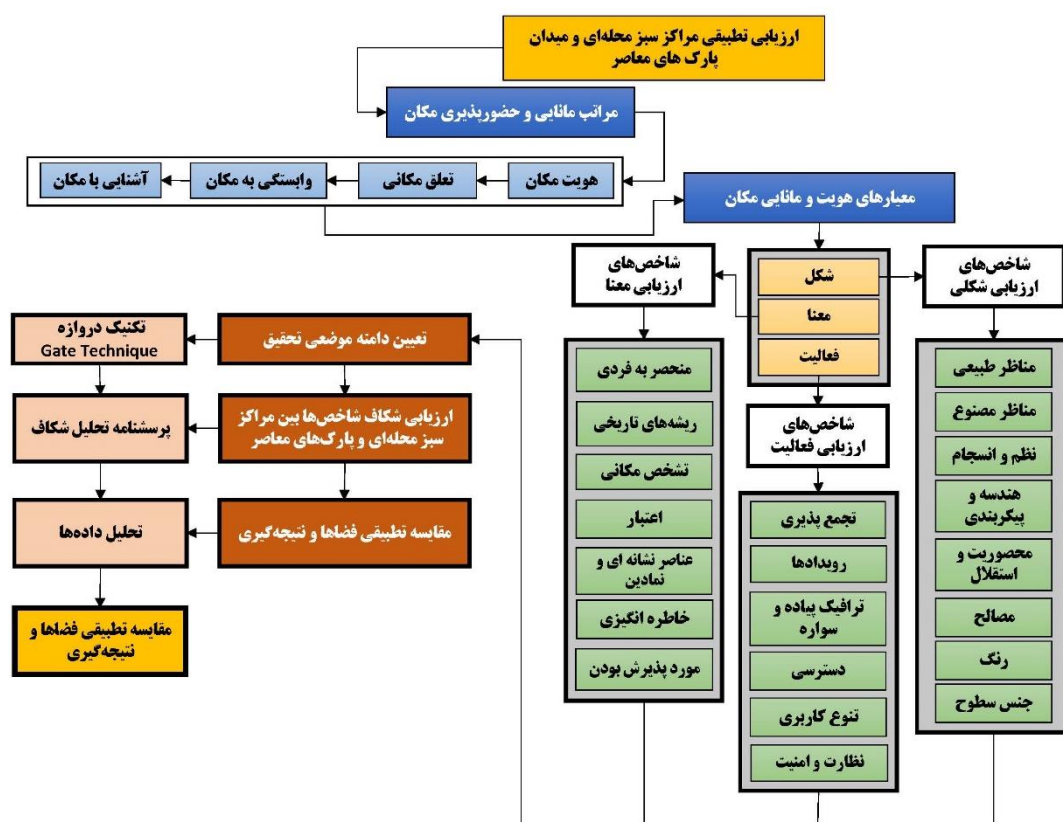 ارزیابی تطبیقی مراکز سبز محله‌ای و میدان
پارک های معاصر
مراتب مانایی و حضورپذیری مکان
هویت مکان
تعلق مکانی
وابستگی به مکان
آشنایی با مکان
معیارهای هویت و مانایی مکان
شکل
معنا
فعالیت
شاخص‌های
ارزیابی شکلی
مناظر طبیعی
مناظر مصنوع
نظم و انسجام
هندسه و
پیکربندی
محصوریت و
استقلال
مصالح
رنگ
جنس سطوح
شاخص‌های
ارزیابی معنا
منحصر به فردی
ریشه‌های تاریخی
تشخص مکانی
اعتبار
عناصر نشانه ای و
نمادین
خاطره انگیزی
مورد پذیرش بودن
شاخص‌های
ارزیابی فعالیت
تجمع پذیری
رویدادها
ترافیک پیاده و
سواره
دسترسی
تنوع کاربری
نظارت و امنیت
تعیین دامنه موضعی تحقیق
تکنیک دروازه
Gate Technique
ارزیابی شکاف شاخص‌ها بین مراکز
سبز محله‌ای و پارک‌های معاصر
پرسشنامه تحلیل شکاف
مقایسه تطبیقی فضاها و نتیجه‌گیری
تحلیل داده‌ها
مقایسه تطبیقی فضاها و
نتیجه‌گیری